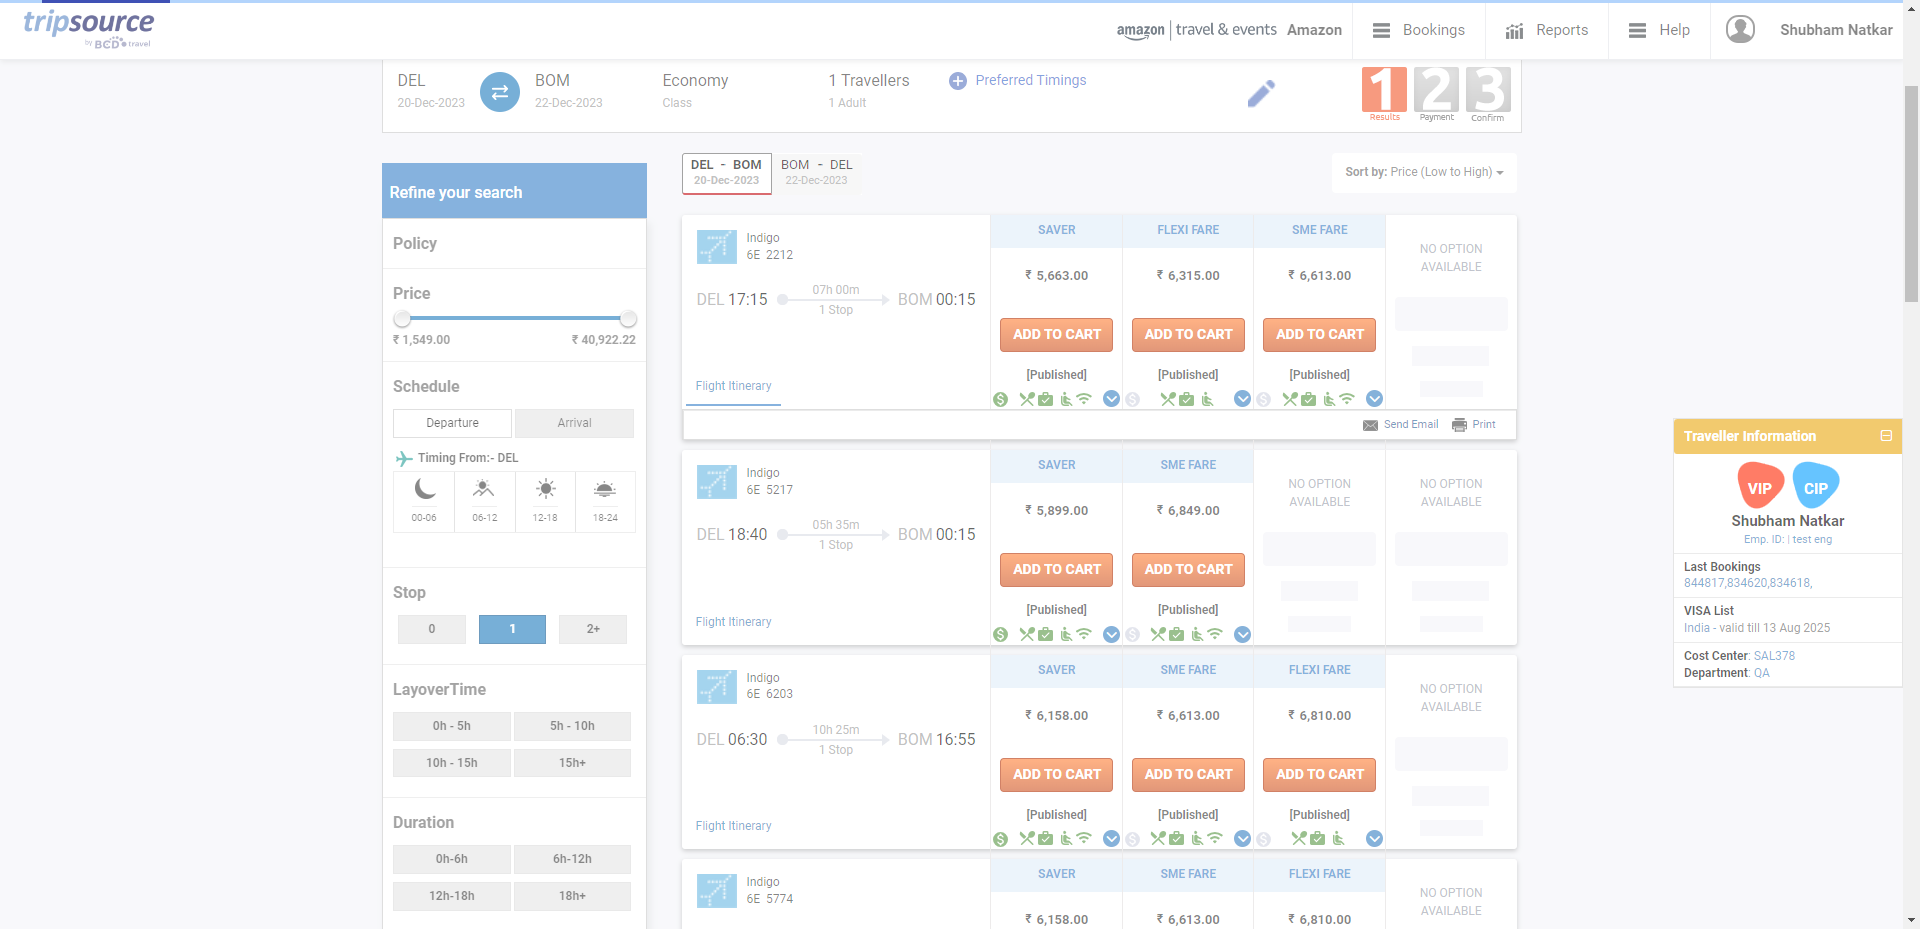 tripsource
by BCD travel
amazon | travel & events Amazon
Bookings
Reports
Help
Shubham Natkar
DEL
20-Dec-2023
BOM
22-Dec-2023
Economy
Class
1 Travellers
1 Adult
Preferred Timings
1 2 3
Results Payment Confirm
Refine your search
Policy
Price
₹ 1,549.00 ₹ 40,922.22
Schedule
Departure Arrival
Timing From:- DEL
00-06 06-12 12-18 18-24
Stop
0 1 2+
LayoverTime
0h - 5h 5h - 10h
10h - 15h 15h+
Duration
0h-6h 6h-12h
12h-18h 18h+
DEL - BOM
20-Dec-2023
BOM - DEL
22-Dec-2023
Sort by: Price (Low to High)
Indigo
6E 2212
DEL 17:15 07h 00m BOM 00:15
1 Stop
Flight Itinerary
SAVER FLEXI FARE SME FARE
NO OPTION
AVAILABLE
₹ 5,663.00 ₹ 6,315.00 ₹ 6,613.00
ADD TO CART ADD TO CART ADD TO CART
[Published] [Published] [Published]
Send Email Print
Indigo
6E 5217
DEL 18:40 05h 35m BOM 00:15
1 Stop
Flight Itinerary
SAVER SME FARE
NO OPTION
AVAILABLE
NO OPTION
AVAILABLE
₹ 5,899.00 ₹ 6,849.00
ADD TO CART ADD TO CART
[Published] [Published]
Indigo
6E 6203
DEL 06:30 10h 25m BOM 16:55
1 Stop
Flight Itinerary
SAVER SME FARE FLEXI FARE
NO OPTION
AVAILABLE
₹ 6,158.00 ₹ 6,613.00 ₹ 6,810.00
ADD TO CART ADD TO CART ADD TO CART
[Published] [Published] [Published]
Indigo
6E 5774
SAVER SME FARE FLEXI FARE
NO OPTION
AVAILABLE
₹ 6,158.00 ₹ 6,613.00 ₹ 6,810.00
Traveller Information
VIP CIP
Shubham Natkar
Emp. ID: | test eng
Last Bookings
844817,834620,834618,
VISA List
India - valid till 13 Aug 2025
Cost Center: SAL378
Department: QA